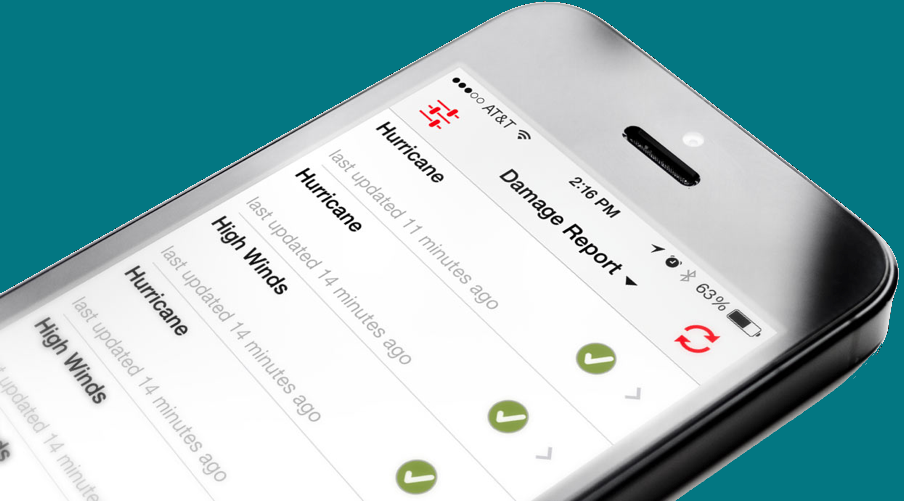 AT&T 2:16 PM 63%
Damage Report
Hurricane
last updated 11 minutes ago
Hurricane
last updated 14 minutes ago
High Winds
last updated 14 minutes ago
Hurricane
last updated 14 minutes ago
High Winds
last updated 14 minutes